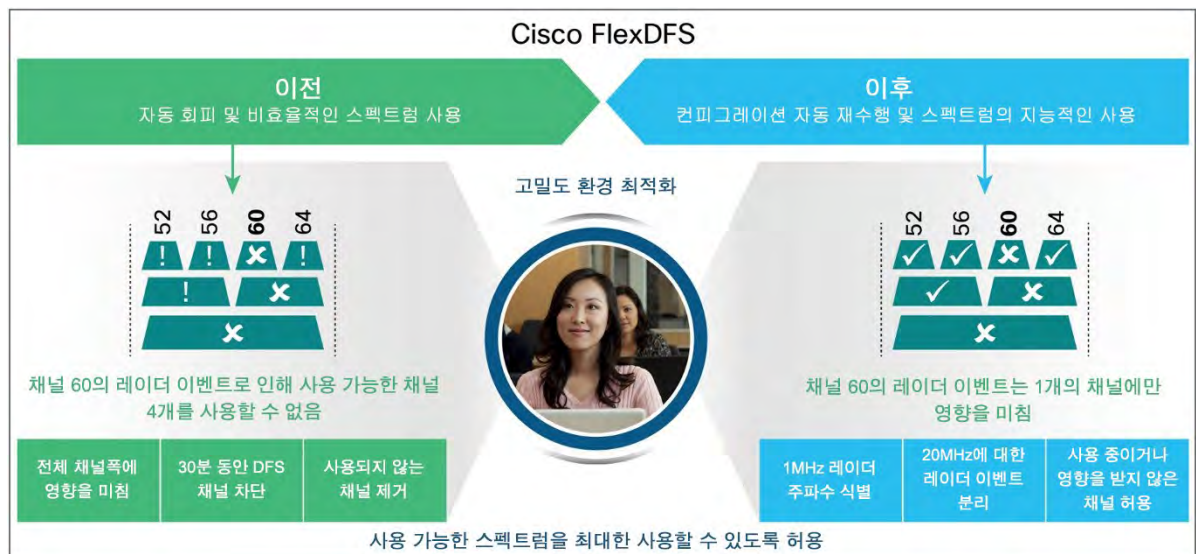 Cisco FlexDFS
이전
자동 회피 및 비효율적인 스펙트럼 사용
이후
컨피그레이션 자동 재수행 및 스펙트럼의 지능적인 사용
고밀도 환경 최적화
52 56 60 64
! ! ✘ !
! ✘
✘
채널 60의 레이더 이벤트로 인해 사용 가능한 채널
4개를 사용할 수 없음
전체 채널폭에
영향을 미침
30분 동안 DFS
채널 차단
사용되지 않는
채널 제거
52 56 60 64
✓ ✓ ✘ ✓
✓ ✘
✘
채널 60의 레이더 이벤트는 1개의 채널에만
영향을 미침
1MHz 레이더
주파수 식별
20MHz에 대한
레이더 이벤트
분리
사용 중이거나
영향을 받지 않은
채널 허용
사용 가능한 스펙트럼을 최대한 사용할 수 있도록 허용